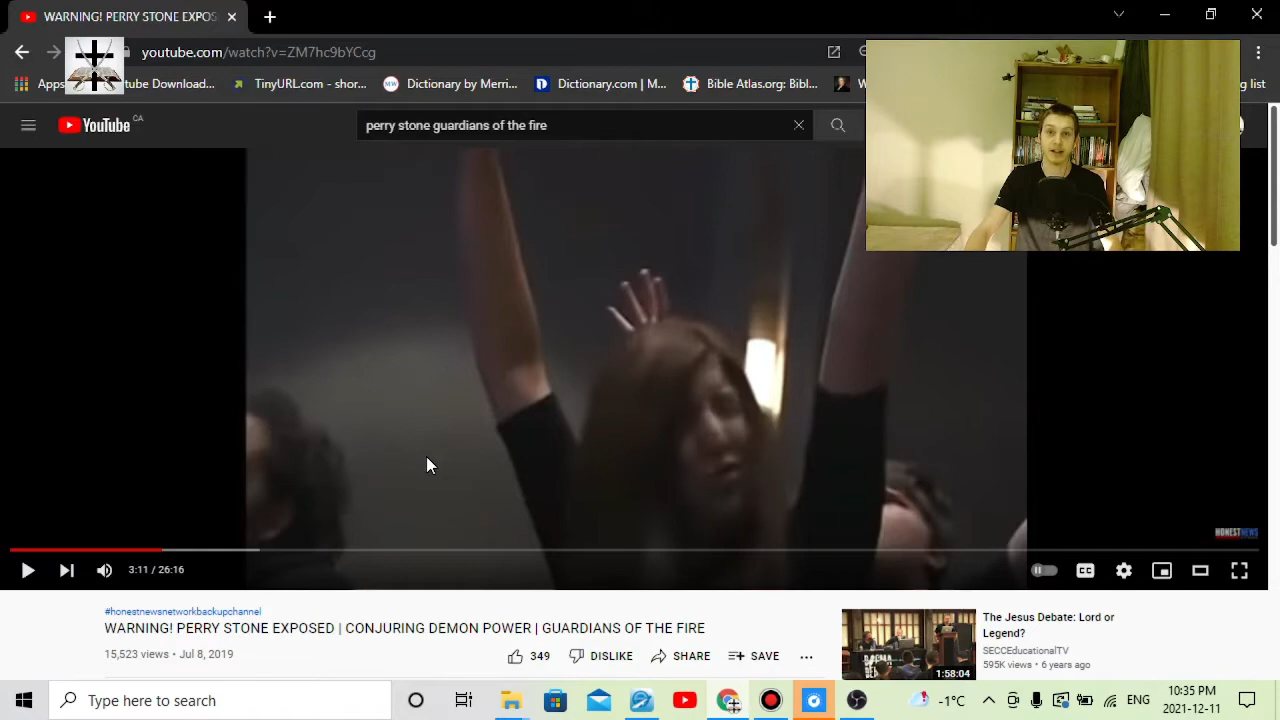 WARNING! PERRY STONE EXPOS
youtube.com/watch?v=ZM7hc9bYCcg
Apps
tube Download...
TinyURL.com - shor...
MW
Dictionary by Merri...
D
Dictionary.com | M...
Bible Atlas.org: Bibl...
W
ng list
YouTube CA
perry stone guardians of the fire
HONESTNEWS
3:11 / 26:16
CC
#honestnewsnetworkbackupchannel
WARNING! PERRY STONE EXPOSED | CONJURING DEMON POWER | GUARDIANS OF THE FIRE
15,523 views • Jul 8, 2019
349
DISLIKE
SHARE
SAVE
The Jesus Debate: Lord or
Legend?
SECCEducationalTV
595K views • 6 years ago
1:58:04
Type here to search
-1°C
ENG
10:35 PM
2021-12-11